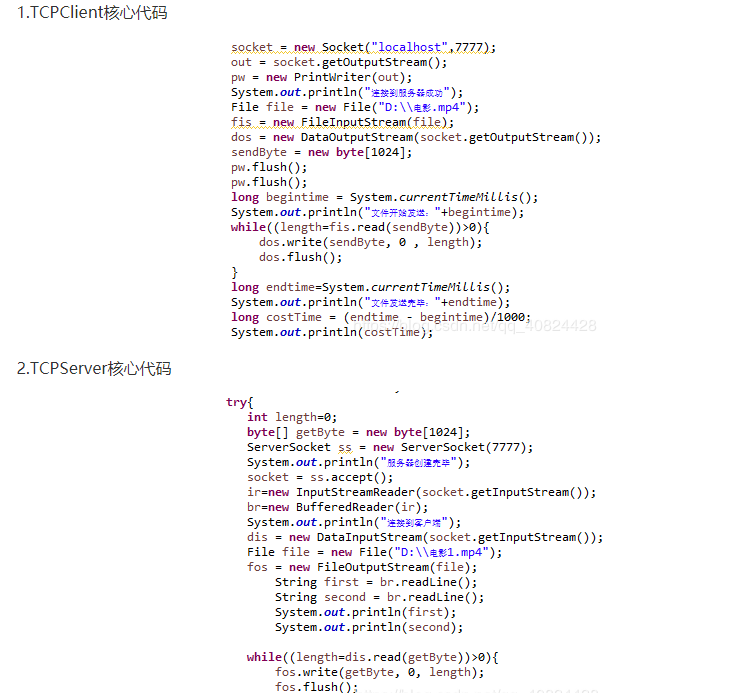 1.TCPClient核心代码
socket = new Socket("localhost",7777);
out = socket.getOutputStream();
pw = new PrintWriter(out);
System.out.println("连接到服务器成功");
File file = new File("D:\\电影.mp4");
fis = new FileInputStream(file);
dos = new DataOutputStream(socket.getOutputStream());
sendByte = new byte[1024];
pw.flush();
pw.flush();
long begintime = System.currentTimeMillis();
System.out.println("文件开始发送："+begintime);
while((length=fis.read(sendByte))>0){
dos.write(sendByte, 0 , length);
dos.flush();
}
long endtime=System.currentTimeMillis();
System.out.println("文件发送完毕："+endtime);
long costTime = (endtime - begintime)/1000;
System.out.println(costTime);
2.TCPServer核心代码
try{
int length=0;
byte[] getByte = new byte[1024];
ServerSocket ss = new ServerSocket(7777);
System.out.println("服务器创建完毕");
socket = ss.accept();
ir=new InputStreamReader(socket.getInputStream());
br=new BufferedReader(ir);
System.out.println("连接到客户端");
dis = new DataInputStream(socket.getInputStream());
File file = new File("D:\\电影1.mp4");
fos = new FileOutputStream(file);
String first = br.readLine();
String second = br.readLine();
System.out.println(first);
System.out.println(second);
while((length=dis.read(getByte))>0){
fos.write(getByte, 0, length);
fos.flush();